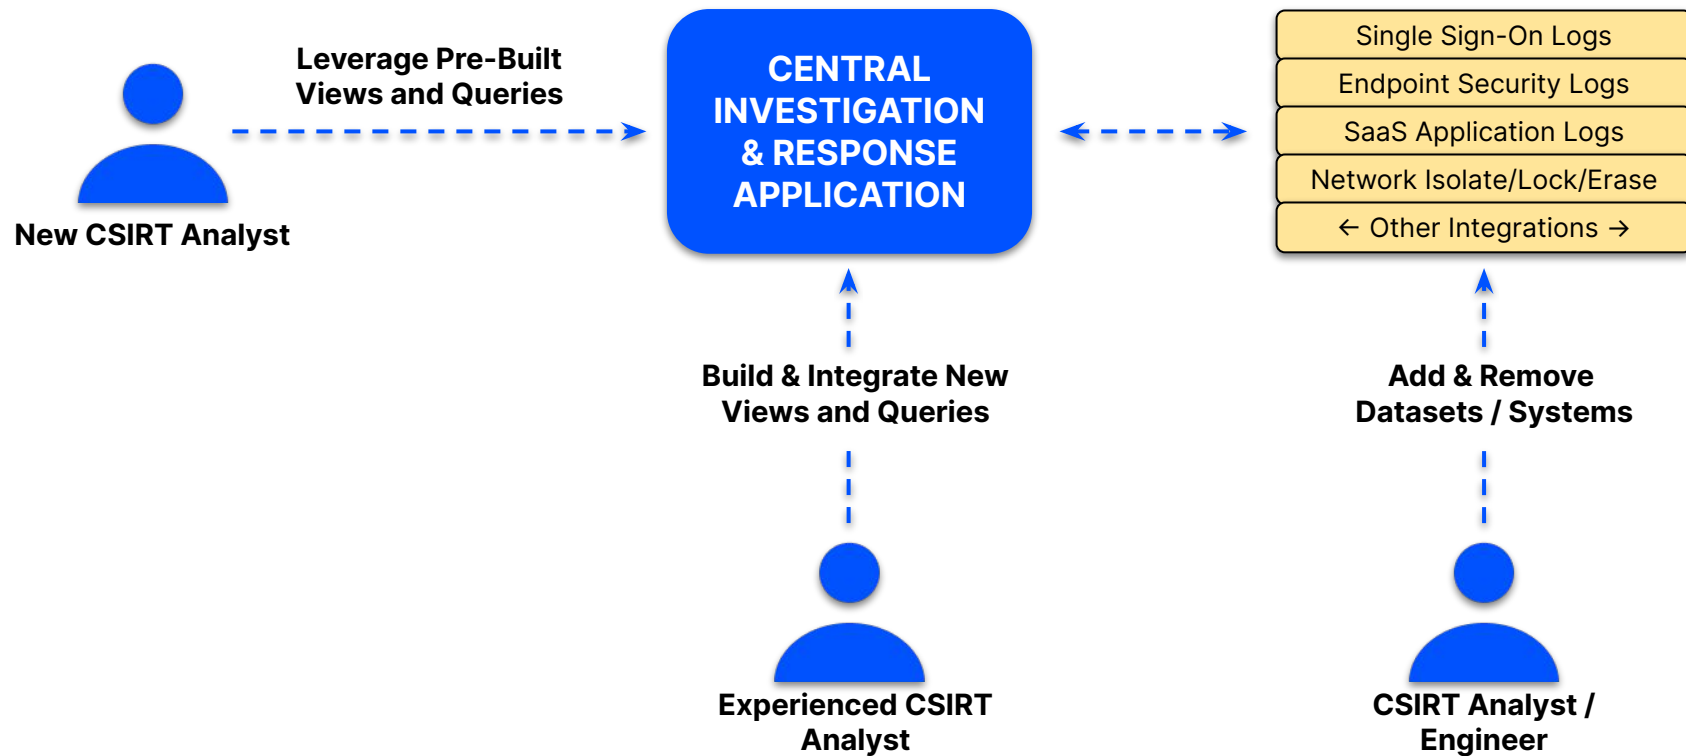 Leverage Pre-Built
Views and Queries
New CSIRT Analyst
CENTRAL
INVESTIGATION
& RESPONSE
APPLICATION
Single Sign-On Logs
Endpoint Security Logs
SaaS Application Logs
Network Isolate/Lock/Erase
← Other Integrations →
Build & Integrate New
Views and Queries
Add & Remove
Datasets / Systems
Experienced CSIRT
Analyst
CSIRT Analyst /
Engineer